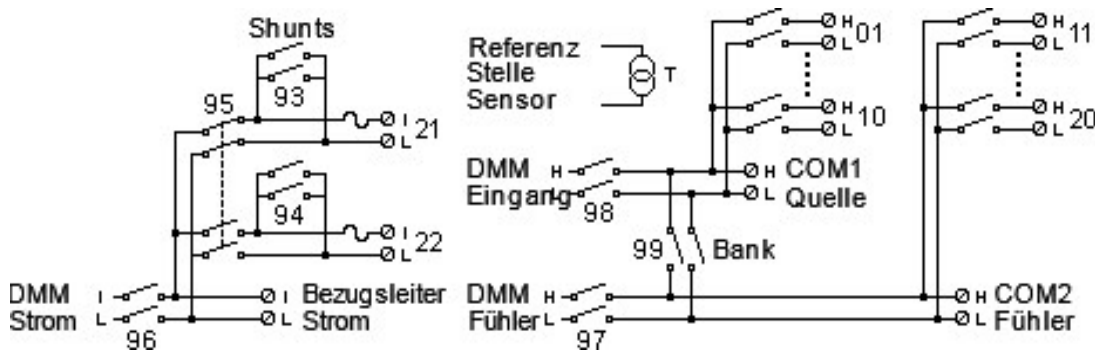 Shunts
93
95
I 21
L
94
I 22
L
DMM I
Strom L
96
I Bezugsleiter
L Strom
Referenz
Stelle
Sensor
T
H 01
L
H 10
L
H 11
L
H 20
L
DMM H
Eingang L
98
H COM1
L Quelle
99 Bank
DMM H
Fühler L
97
H COM2
L Fühler